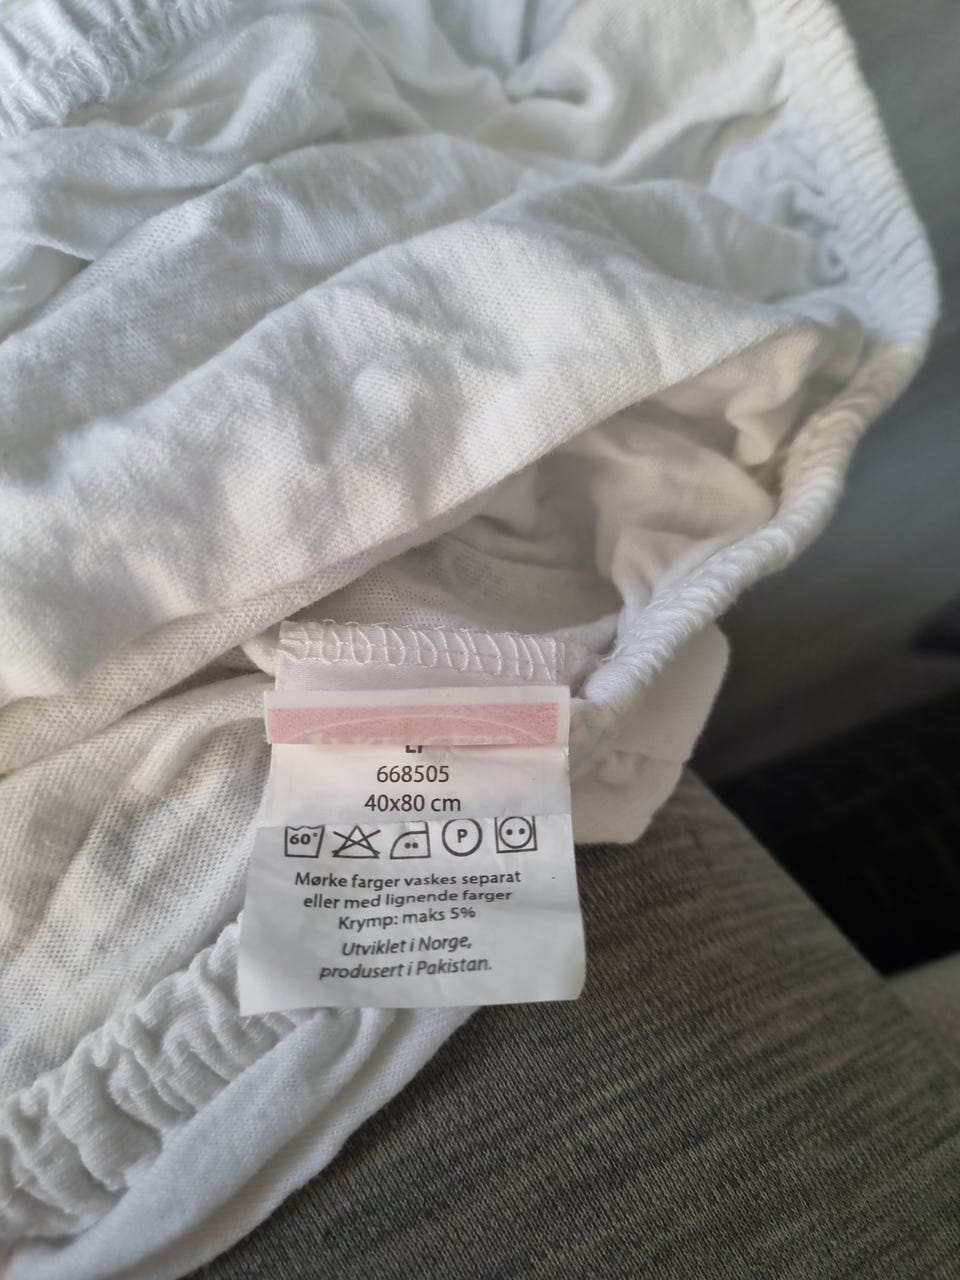 668505
40x80 cm
60°
P
Mørke farger vaskes separat
eller med lignende farger
Krymp: maks 5%
Utviklet i Norge,
produsert i Pakistan.